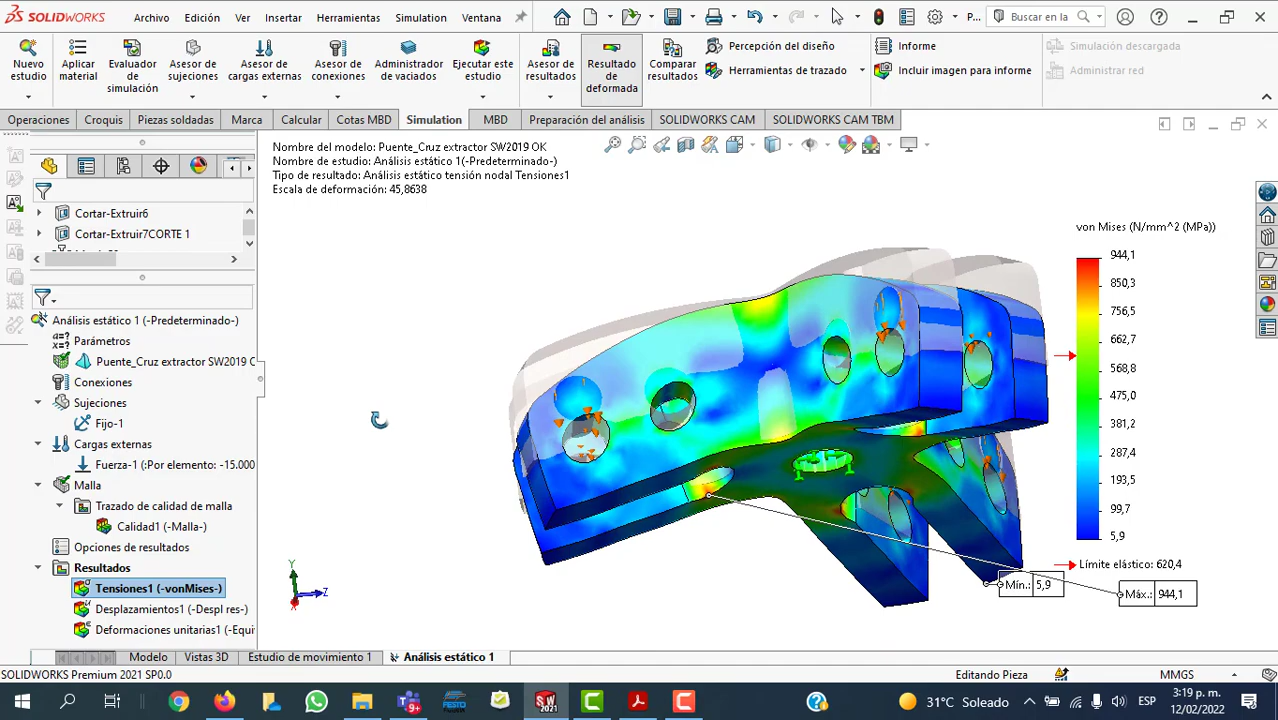 SOLIDWORKS
Archivo
Edición
Ver
Insertar
Herramientas
Simulation
Ventana
P...
Buscar en la
Nuevo estudio
Aplicar material
Evaluador de simulación
Asesor de sujeciones
Asesor de cargas externas
Asesor de conexiones
Administrador de vaciados
Ejecutar este estudio
Asesor de resultados
Resultado de deformada
Comparar resultados
Percepción del diseño
Herramientas de trazado
Informe
Incluir imagen para informe
Simulación descargada
Administrar red
Operaciones
Croquis
Piezas soldadas
Marca
Calcular
Cotas MBD
Simulation
MBD
Preparación del análisis
SOLIDWORKS CAM
SOLIDWORKS CAM TBM
Nombre del modelo: Puente_Cruz extractor SW2019 OK
Nombre de estudio: Análisis estático 1(-Predeterminado-)
Tipo de resultado: Análisis estático tensión nodal Tensiones1
Escala de deformación: 45,8638
Cortar-Extruir6
Cortar-Extruir7CORTE 1
Análisis estático 1 (-Predeterminado-)
Parámetros
Puente_Cruz extractor SW2019 O
Conexiones
Sujeciones
Fijo-1
Cargas externas
Fuerza-1 (:Por elemento: -15.000
Malla
Trazado de calidad de malla
Calidad1 (-Malla-)
Opciones de resultados
Resultados
Tensiones1 (-vonMises-)
Desplazamientos1 (-Despl res-)
Deformaciones unitarias1 (-Equi
von Mises (N/mm^2 (MPa))
944,1
850,3
756,5
662,7
568,8
475,0
381,2
287,4
193,5
99,7
5,9
Límite elástico: 620,4
Mín.: 5,9
Máx.: 944,1
Y
Z
X
Modelo
Vistas 3D
Estudio de movimiento 1
Análisis estático 1
SOLIDWORKS Premium 2021 SP0.0
Editando Pieza
MMGS
9+
FESTO
SW
2021
31°C Soleado
ESP
3:19 p. m.
12/02/2022